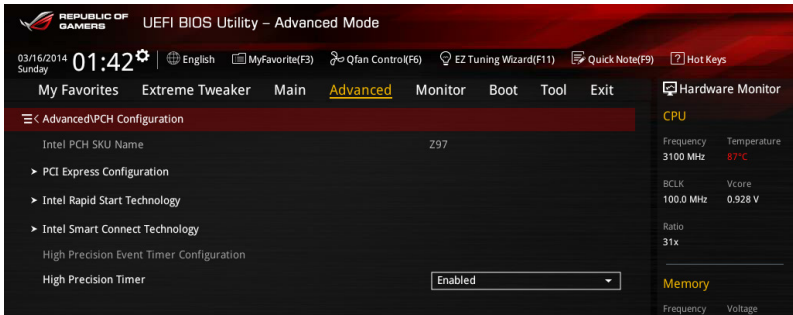 REPUBLIC OF
GAMERS
UEFI BIOS Utility – Advanced Mode
03/16/2014
Sunday
01:42
English
MyFavorite(F3)
Qfan Control(F6)
EZ Tuning Wizard(F11)
Quick Note(F9)
? Hot Keys
My Favorites Extreme Tweaker Main Advanced Monitor Boot Tool Exit
Hardware Monitor
< Advanced\PCH Configuration
Intel PCH SKU Name Z97
> PCI Express Configuration
> Intel Rapid Start Technology
> Intel Smart Connect Technology
High Precision Event Timer Configuration
High Precision Timer Enabled
CPU
Frequency Temperature
3100 MHz 87°C
BCLK Vcore
100.0 MHz 0.928 V
Ratio
31x
Memory
Frequency Voltage